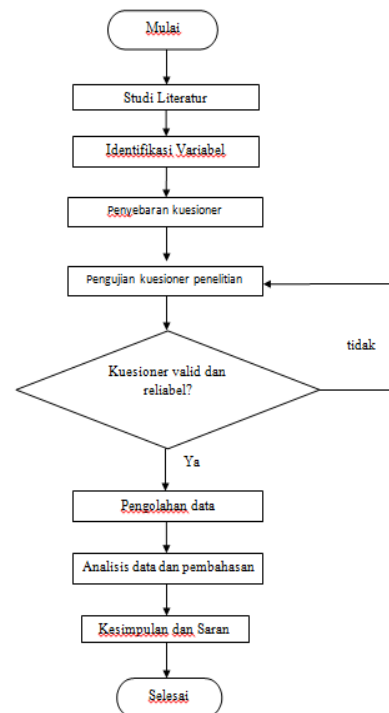 Mulai
Studi Literatur
Identifikasi Variabel
Penyebaran kuesioner
Pengujian kuesioner penelitian
Kuesioner valid dan
reliabel?
tidak
Ya
Pengolahan data
Analisis data dan pembahasan
Kesimpulan dan Saran
Selesai